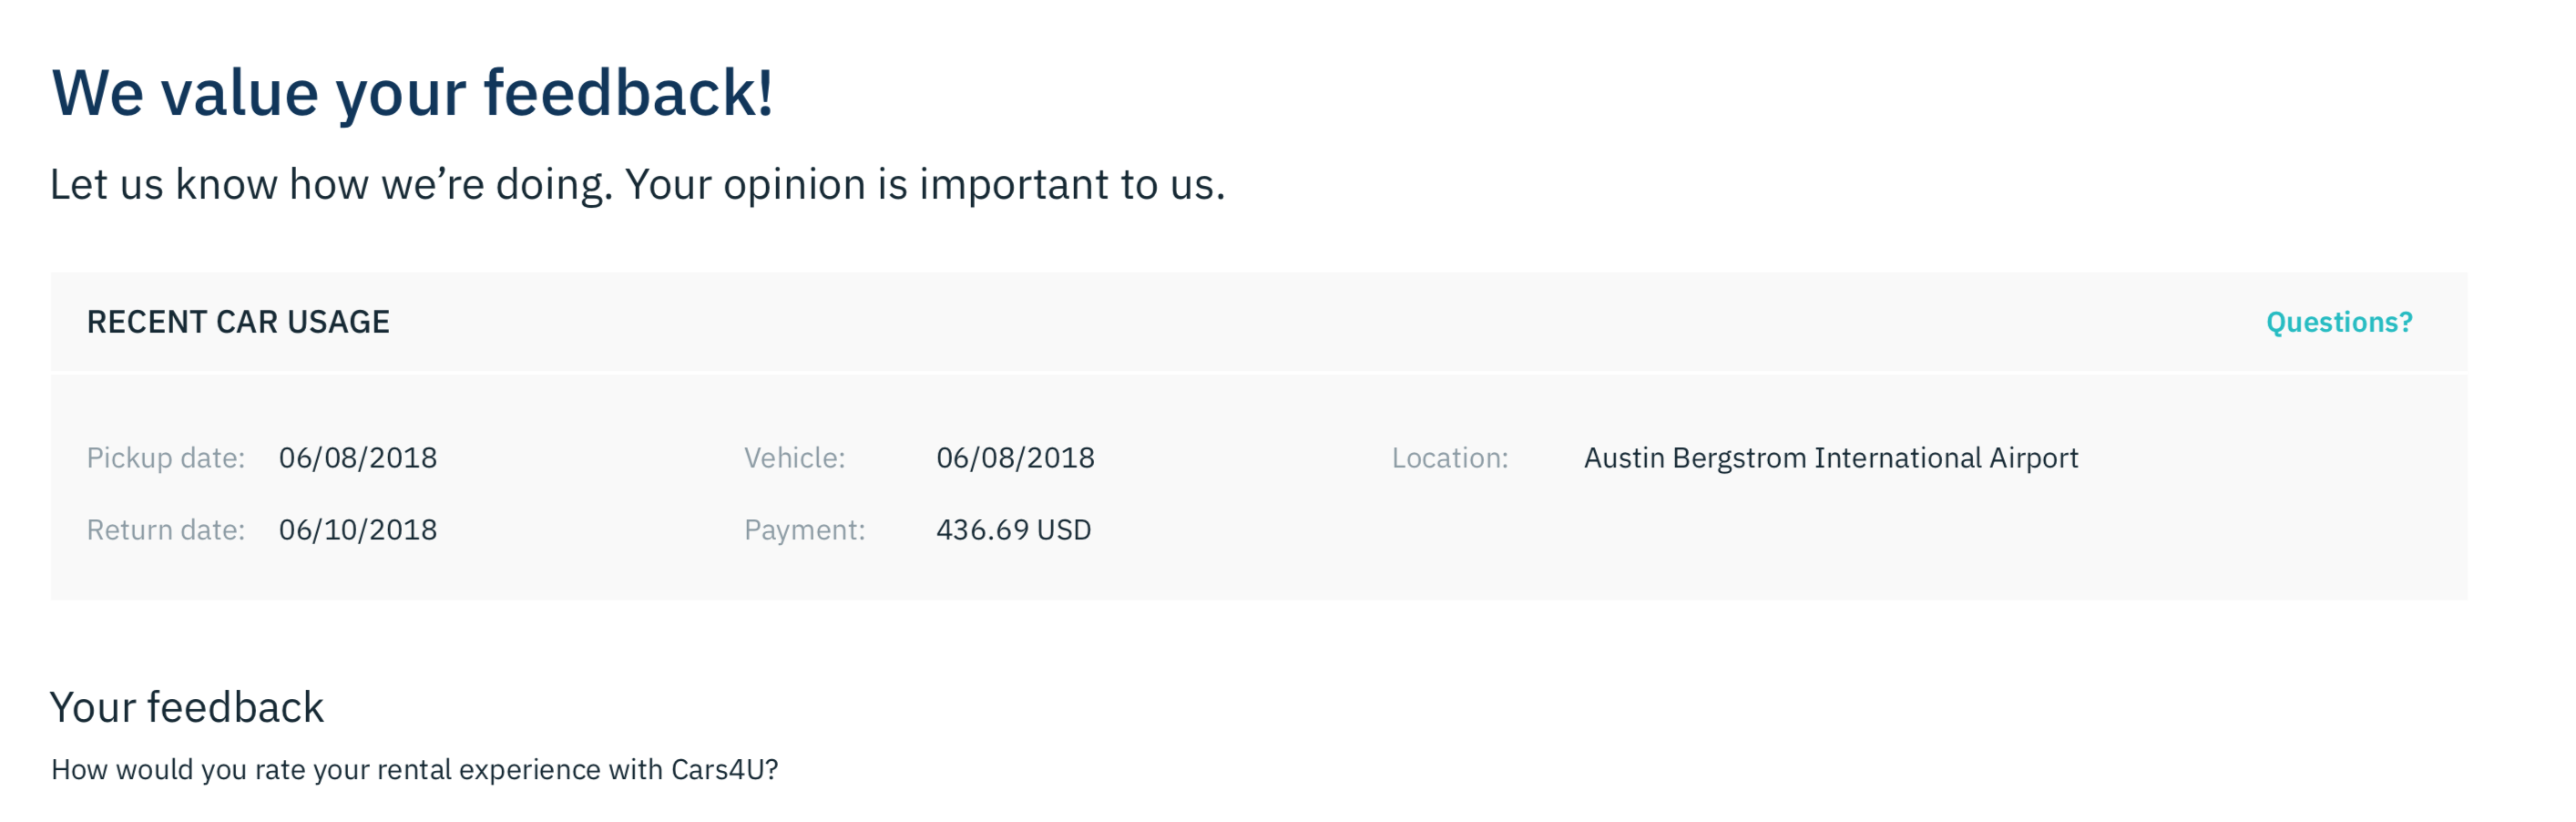 We value your feedback!
Let us know how we’re doing. Your opinion is important to us.
RECENT CAR USAGE Questions?
Pickup date: 06/08/2018 Vehicle: 06/08/2018 Location: Austin Bergstrom International Airport
Return date: 06/10/2018 Payment: 436.69 USD
Your feedback
How would you rate your rental experience with Cars4U?